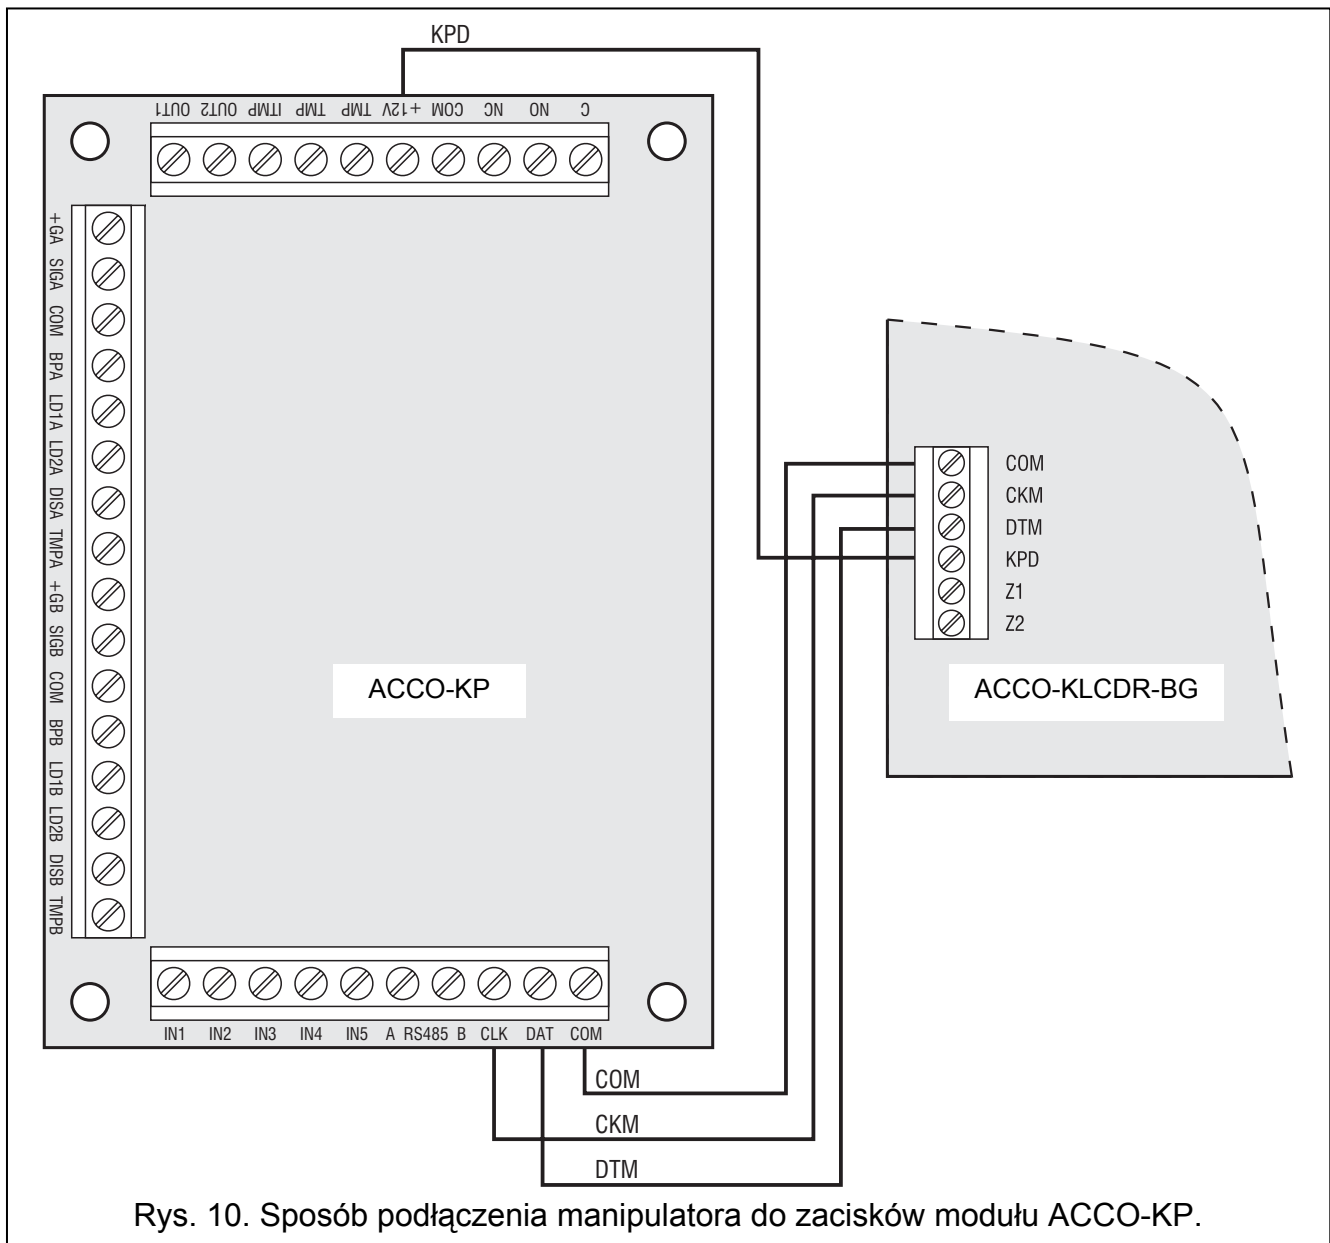 KPD
OUT1 OUT2 ITMP TMP TMP +12V COM NC NO C
+GA
SIGA
COM
BPA
LD1A
LD2A
DISA
TMPA
+GB
SIGB
COM
BPB
LD1B
LD2B
DISB
TMPB
COM
CKM
DTM
KPD
Z1
Z2
ACCO-KP
ACCO-KLCDR-BG
IN1 IN2 IN3 IN4 IN5 A RS485 B CLK DAT COM
COM
CKM
DTM
Rys. 10. Sposób podłączenia manipulatora do zacisków modułu ACCO-KP.